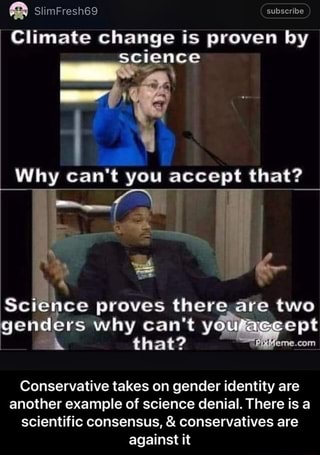 SlimFresh69
subscribe
Climate change is proven by
science
Why can't you accept that?
Science proves there are two
genders why can't you accept
that?
PixMeme.com
Conservative takes on gender identity are
another example of science denial. There is a
scientific consensus, & conservatives are
against it